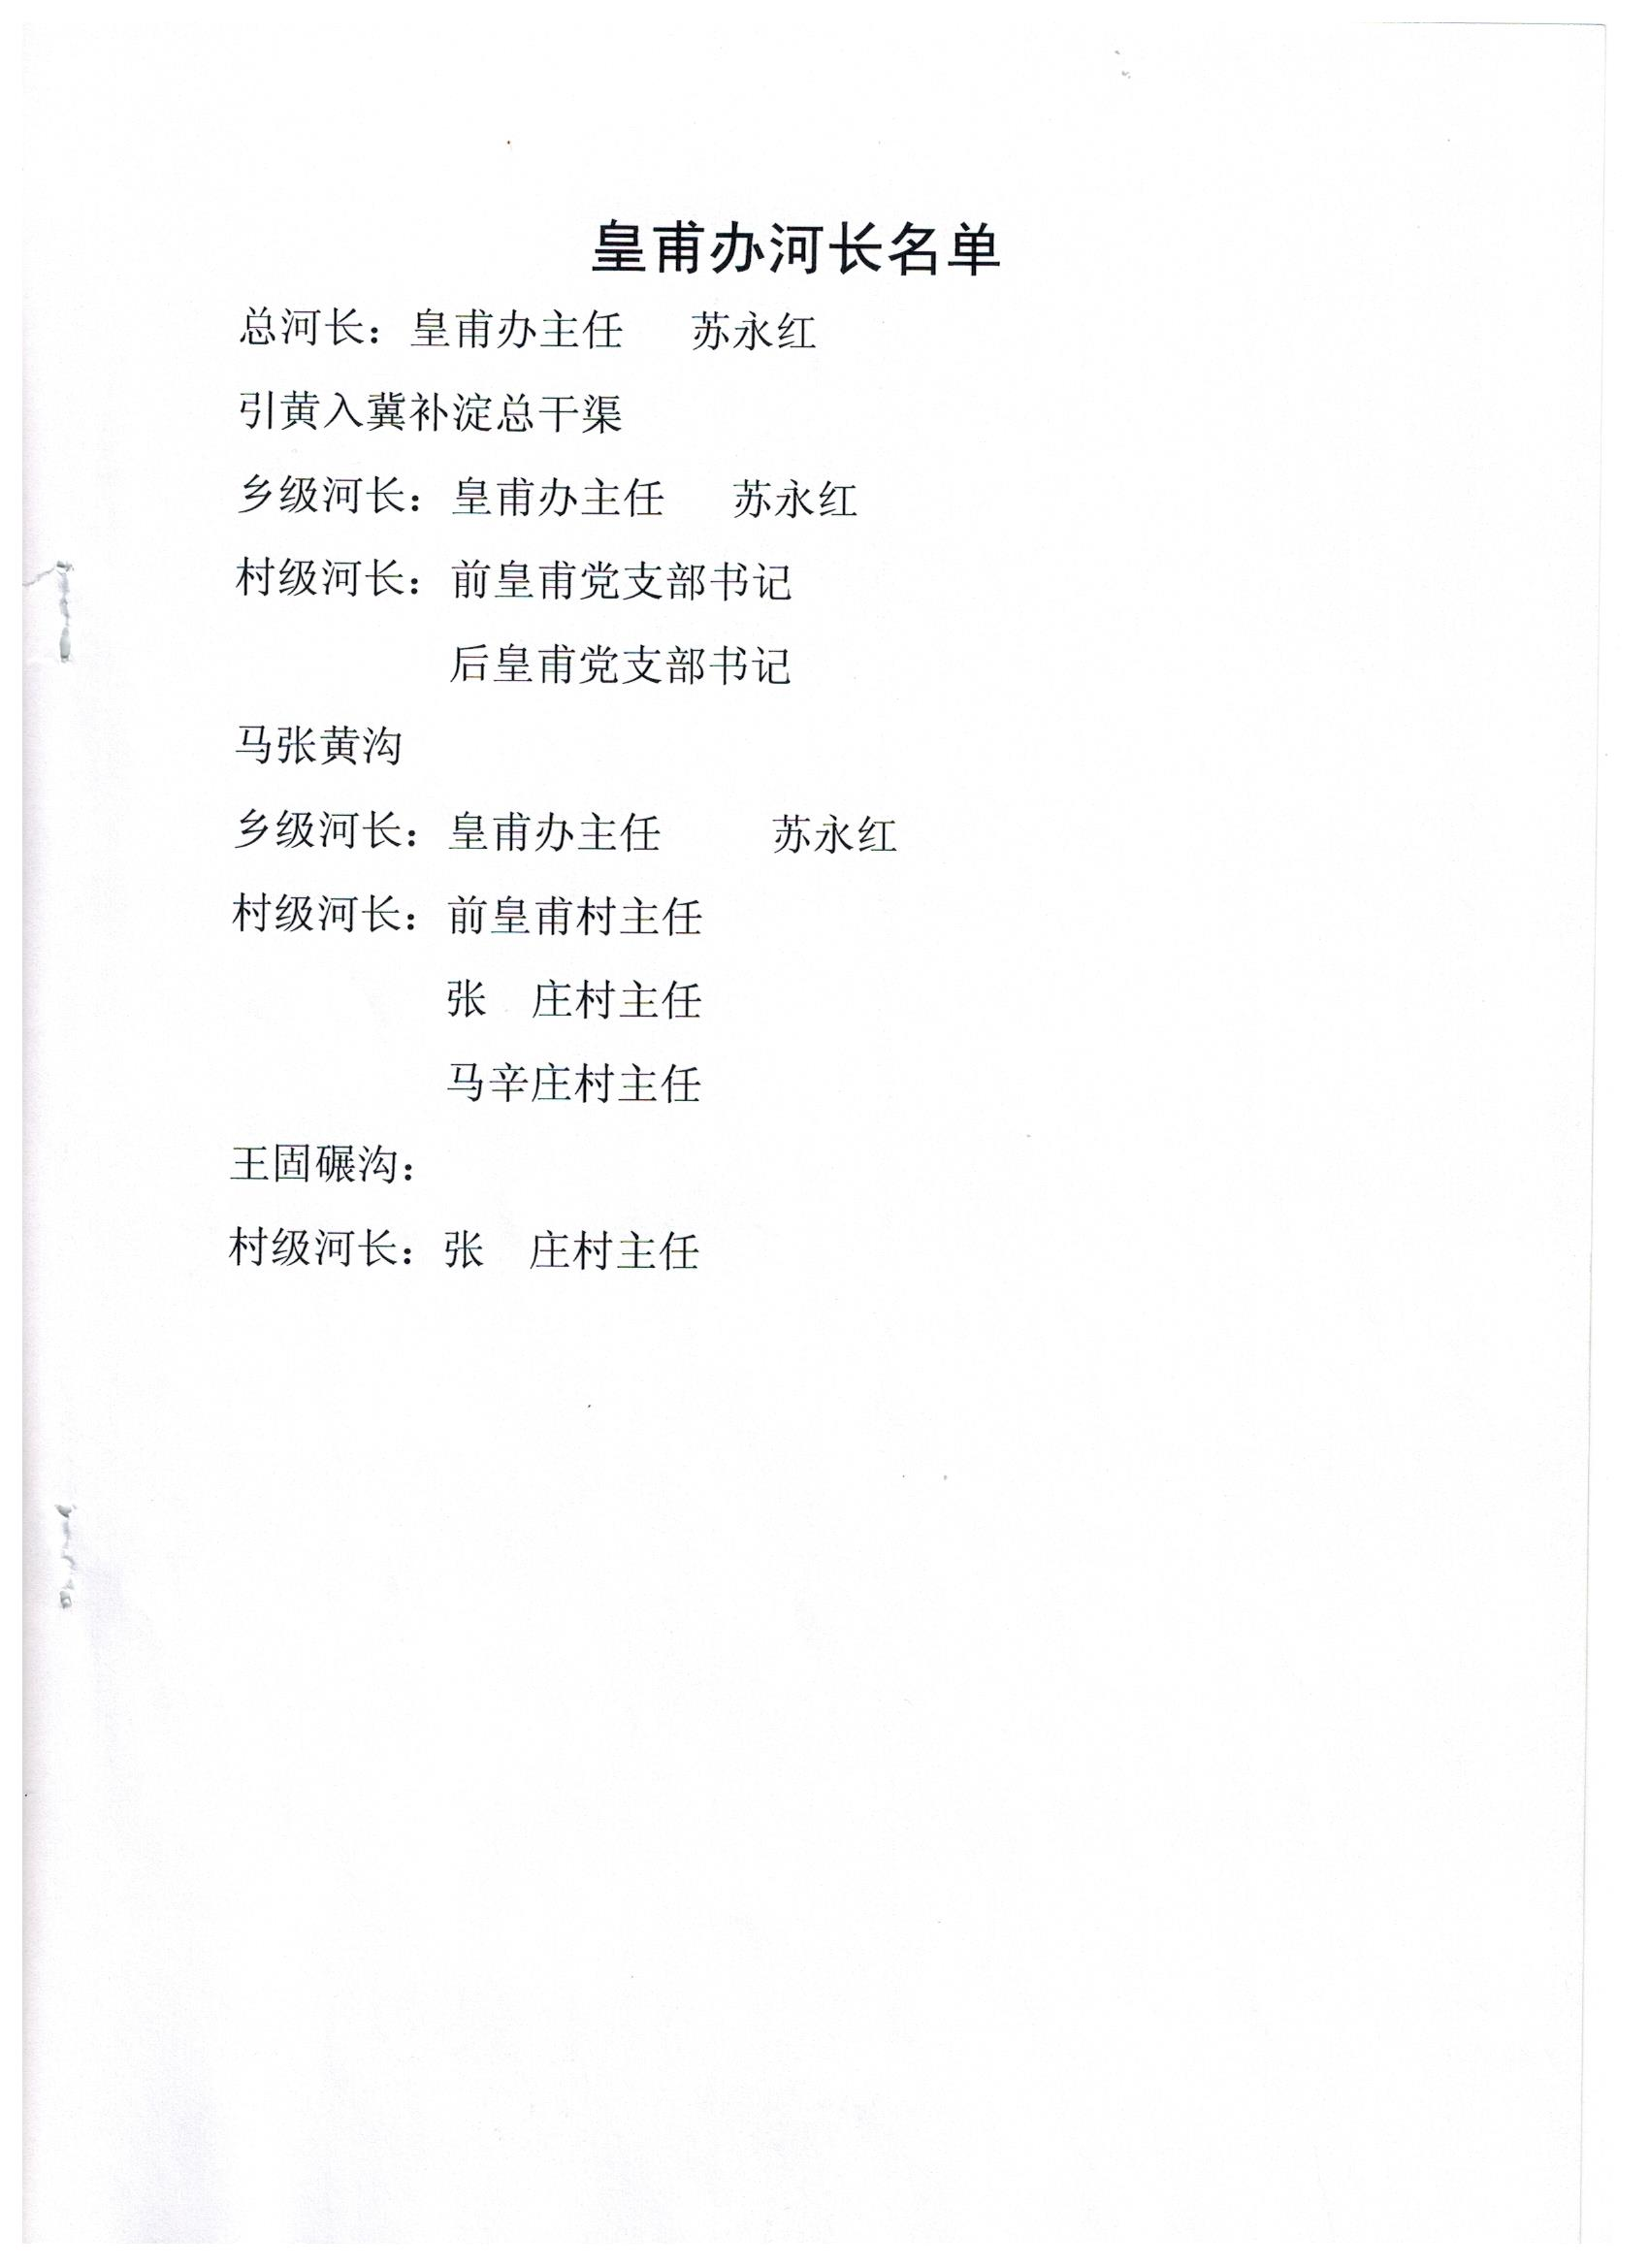 皇甫办河长名单
总河长：皇甫办主任 苏永红
引黄入冀补淀总干渠
乡级河长：皇甫办主任 苏永红
村级河长：前皇甫党支部书记
后皇甫党支部书记
马张黄沟
乡级河长：皇甫办主任 苏永红
村级河长：前皇甫村主任
张 庄村主任
马辛庄村主任
王固碾沟：
村级河长：张 庄村主任